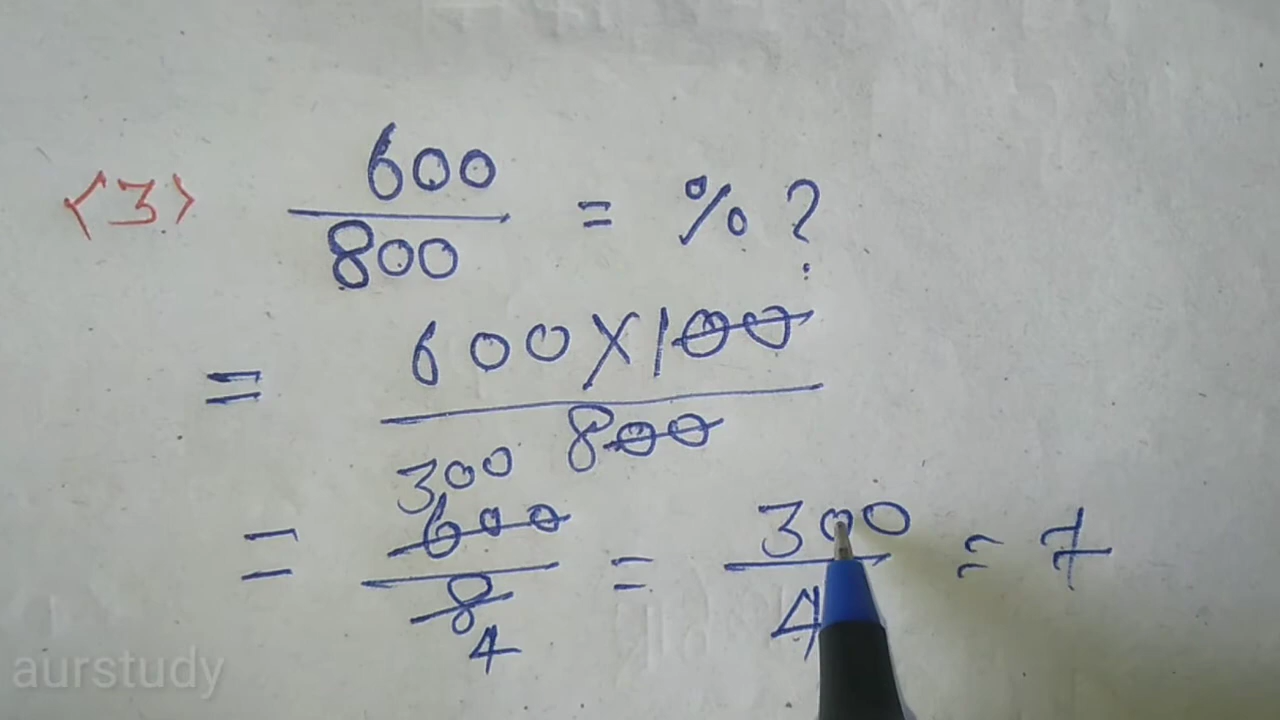 <3> 600/800 = % ?
= 600 X 100/800
= 300 600/8 4 = 300/4 = 7
aurstudy